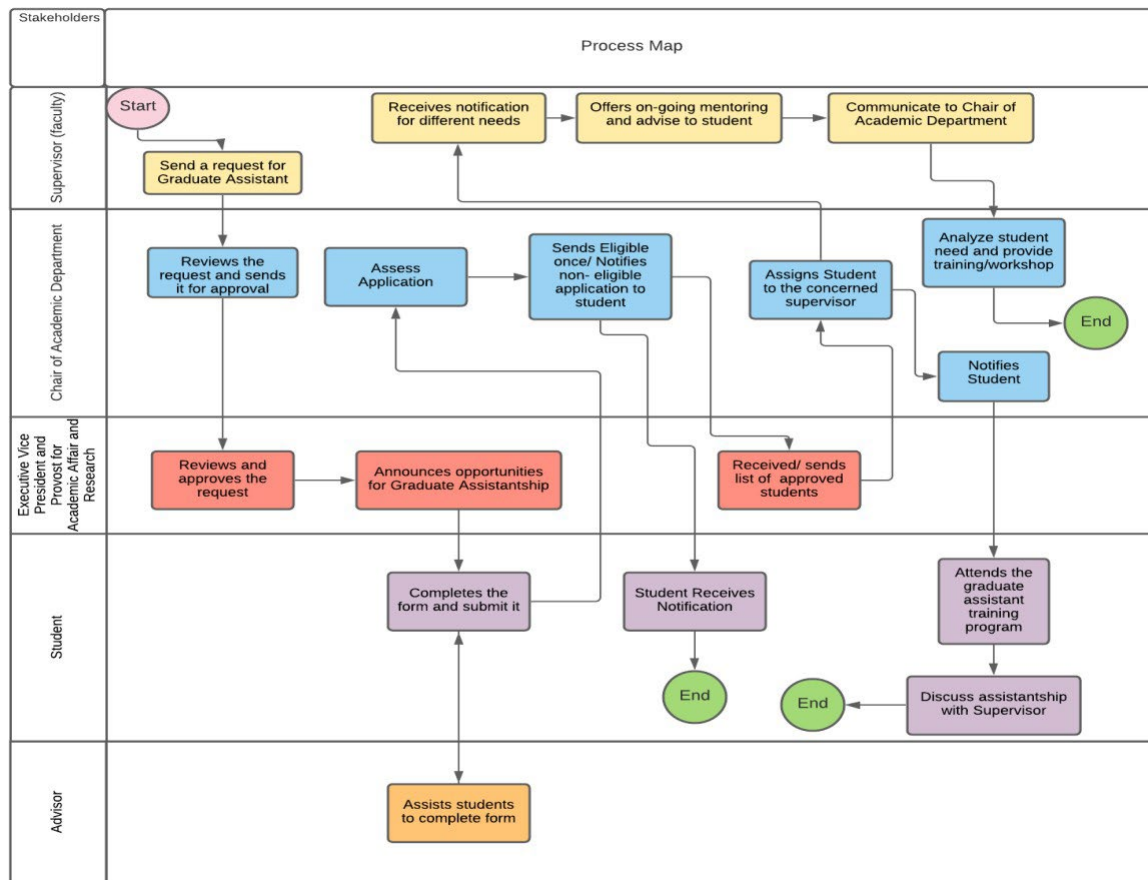 Stakeholders
Process Map
Supervisor (faculty)
Start
Send a request for
Graduate Assistant
Receives notification
for different needs
Offers on-going mentoring
and advise to student
Communicate to Chair of
Academic Department
Chair of Academic Department
Reviews the
request and sends
it for approval
Assess
Application
Sends Eligible
once/ Notifies
non- eligible
application to
student
Assigns Student
to the concerned
supervisor
Analyze student
need and provide
training/workshop
End
Notifies
Student
Executive Vice
President and
Provost for
Academic Affair and
Research
Reviews and
approves the
request
Announces opportunities
for Graduate Assistantship
Received/ sends
list of approved
students
Student
Completes the
form and submit it
Student Receives
Notification
End
Attends the
graduate
assistant
training
program
Discuss assistantship
with Supervisor
End
Advisor
Assists students
to complete form